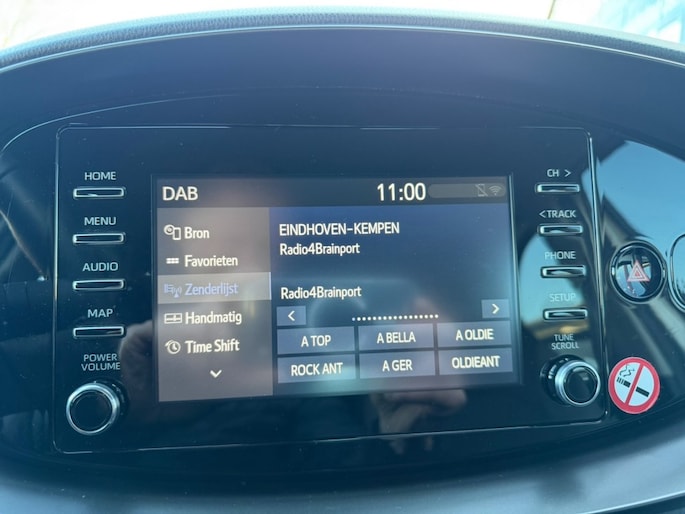 DAB 11:00
HOME
MENU
AUDIO
MAP
POWER
VOLUME
Bron
Favorieten
Zenderlijst
Handmatig
Time Shift
EINDHOVEN-KEMPEN
Radio4Brainport
Radio4Brainport
< >
A TOP A BELLA A OLDIE
ROCK ANT A GER OLDIEANT
CH >
< TRACK
PHONE
SETUP
TUNE
SCROLL